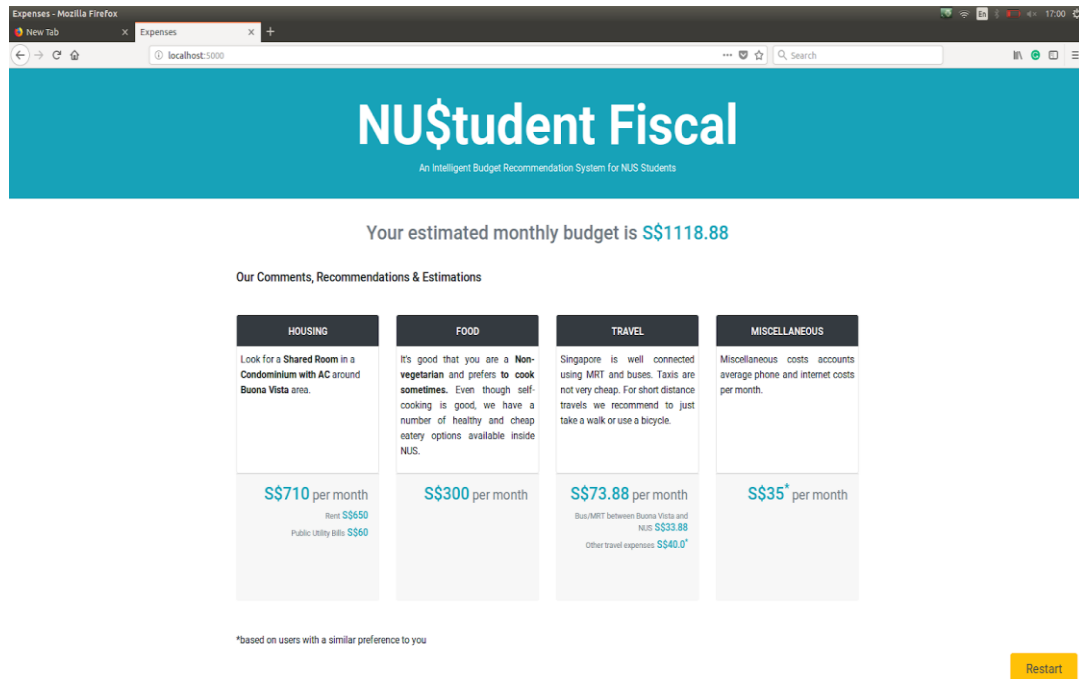 Expenses - Mozilla Firefox
En
17:00
New Tab
Expenses
localhost:5000
Search
NU$tudent Fiscal
An Intelligent Budget Recommendation System for NUS Students
Your estimated monthly budget is S$1118.88
Our Comments, Recommendations & Estimations
HOUSING
Look for a Shared Room in a
Condominium with AC around
Buona Vista area.
S$710 per month
Rent S$650
Public Utility Bills S$60
FOOD
It's good that you are a Non-
vegetarian and prefers to cook
sometimes. Even though self-
cooking is good, we have a
number of healthy and cheap
eatery options available inside
NUS.
S$300 per month
TRAVEL
Singapore is well connected
using MRT and buses. Taxis are
not very cheap. For short distance
travels we recommend to just
take a walk or use a bicycle.
S$73.88 per month
Bus/MRT between Buona Vista and
NUS S$33.88
Other travel expenses S$40.0*
MISCELLANEOUS
Miscellaneous costs accounts
average phone and internet costs
per month.
S$35* per month
*based on users with a similar preference to you
Restart